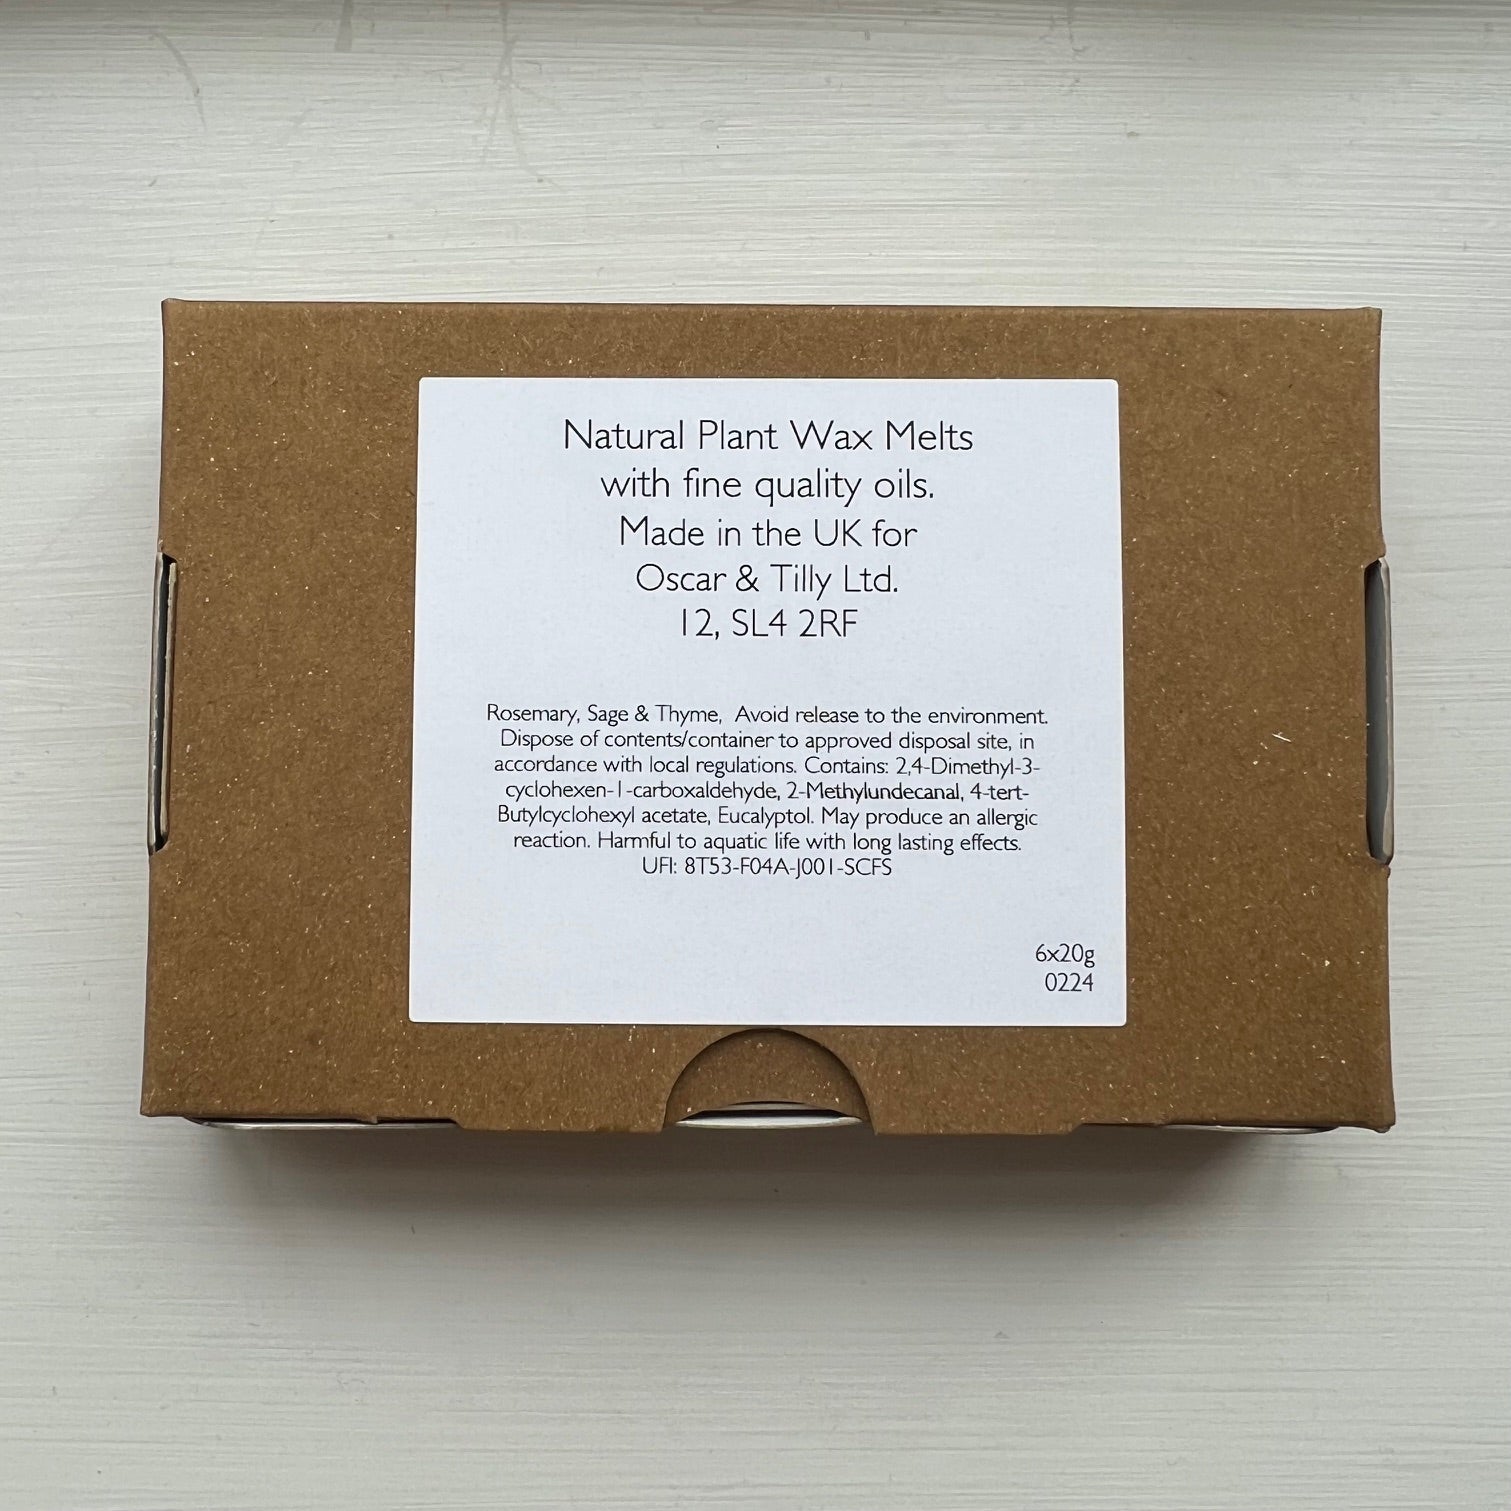 Natural Plant Wax Melts
with fine quality oils.
Made in the UK for
Oscar & Tilly Ltd.
12, SL4 2RF
Rosemary, Sage & Thyme, Avoid release to the environment.
Dispose of contents/container to approved disposal site, in
accordance with local regulations. Contains: 2,4-Dimethyl-3-
cyclohexen-1-carboxaldehyde, 2-Methylundecanal, 4-tert-
Butylcyclohexyl acetate, Eucalyptol. May produce an allergic
reaction. Harmful to aquatic life with long lasting effects.
UFI: 8T53-F04A-J001-SCFS
6x20g
0224